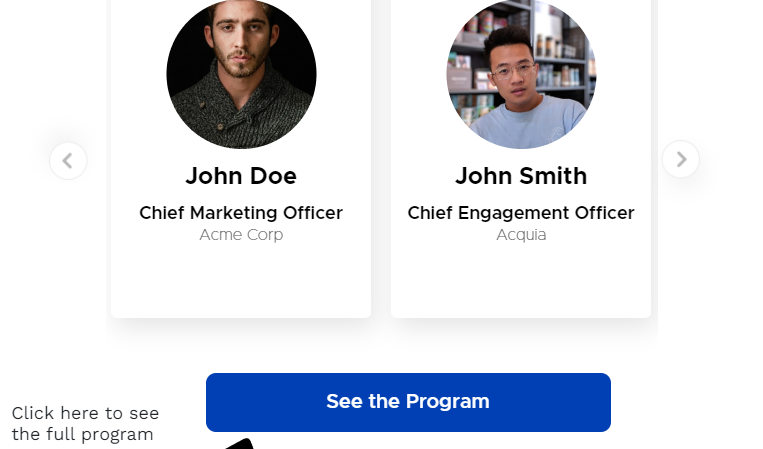 John Doe
Chief Marketing Officer
Acme Corp
John Smith
Chief Engagement Officer
Acquia
See the Program
Click here to see
the full program